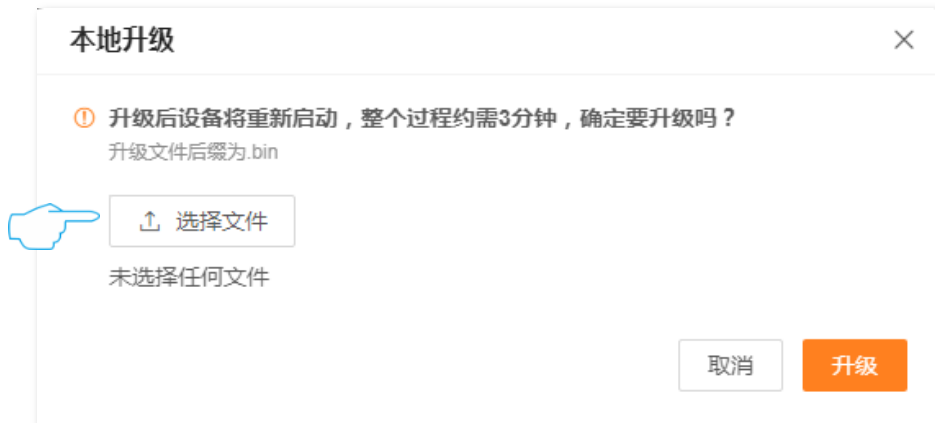 本地升级
升级后设备将重新启动，整个过程约需3分钟，确定要升级吗？
升级文件后缀为.bin
选择文件
未选择任何文件
取消
升级